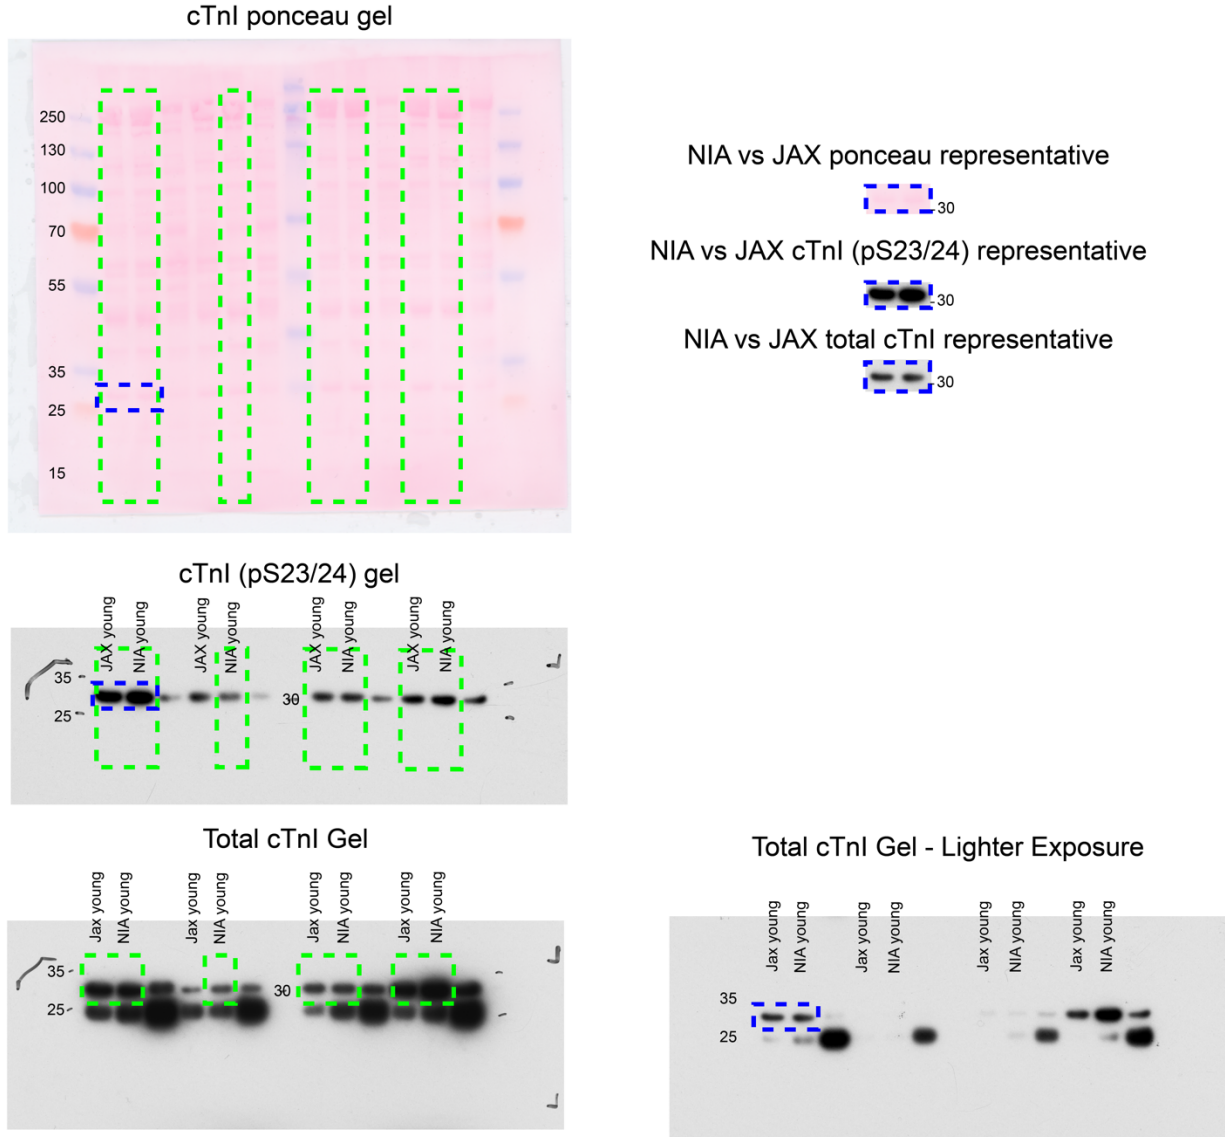 cTnI ponceau gel
250
130
100
70
55
35
25
15
NIA vs JAX ponceau representative
-30
NIA vs JAX cTnI (pS23/24) representative
-30
NIA vs JAX total cTnI representative
-30
cTnI (pS23/24) gel
JAX young
NIA young
JAX young
NIA young
JAX young
NIA young
JAX young
NIA young
35
25
30
Total cTnI Gel
Jax young
NIA young
Jax young
NIA young
Jax young
NIA young
Jax young
NIA young
35
25
30
Total cTnI Gel - Lighter Exposure
Jax young
NIA young
Jax young
NIA young
Jax young
NIA young
Jax young
NIA young
35
25